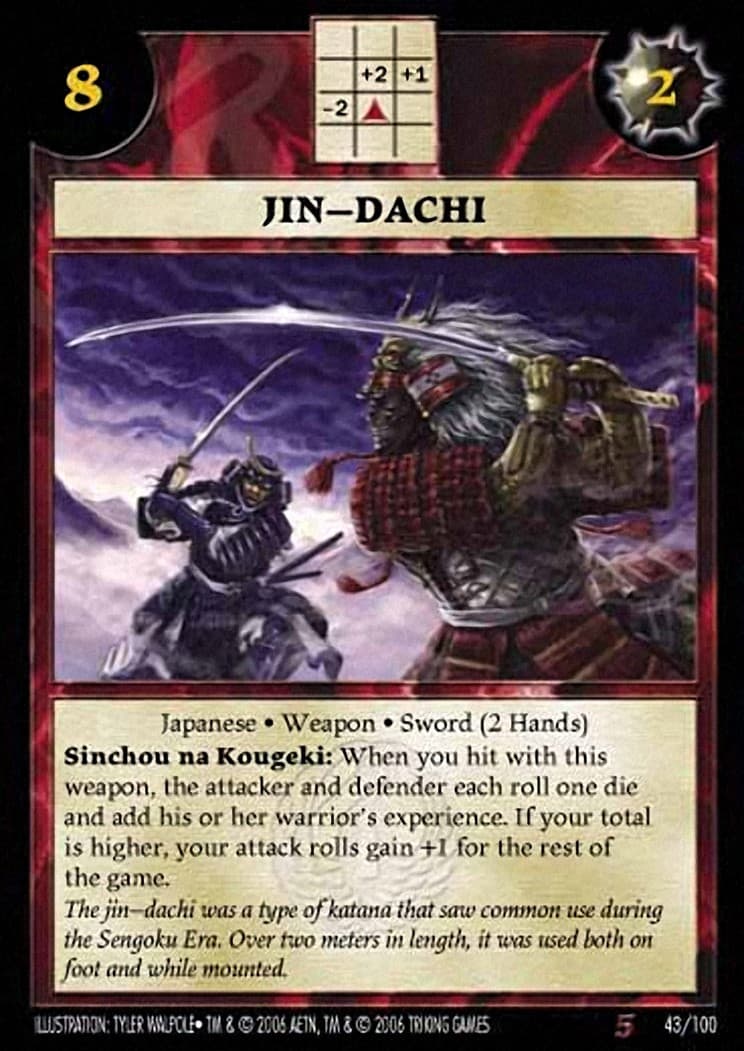 8
+2 +1
-2
2
JIN–DACHI
Japanese • Weapon • Sword (2 Hands)
Sinchou na Kougeki: When you hit with this
weapon, the attacker and defender each roll one die
and add his or her warrior's experience. If your total
is higher, your attack rolls gain +1 for the rest of
the game.
The jin–dachi was a type of katana that saw common use during
the Sengoku Era. Over two meters in length, it was used both on
foot and while mounted.
ILLUSTRATION: TYLER WALPOLE • TM & © 2006 AETN, TM & © 2006 TRIKING GAMES
5 43/100